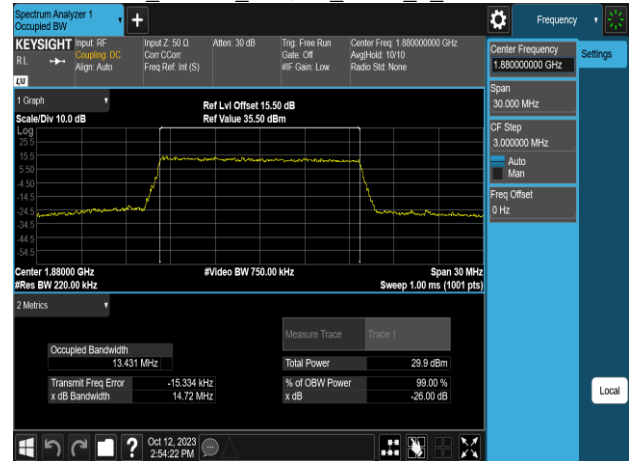 Spectrum Analyzer 1
Occupied BW
+
Frequency
KEYSIGHT
RL
LXI
Input: RF
Coupling: DC
Align: Auto
Input Z: 50 Ω
Corr CCorr
Freq Ref: Int (S)
Atten: 30 dB
Trig: Free Run
Gate: Off
#IF Gain: Low
Center Freq: 1.880000000 GHz
Avg|Hold: 10/10
Radio Std: None
Center Frequency
1.880000000 GHz
Settings
Span
30.000 MHz
CF Step
3.000000 MHz
Auto
Man
Freq Offset
0 Hz
Local
1 Graph
Scale/Div 10.0 dB
Ref Lvl Offset 15.50 dB
Ref Value 35.50 dBm
Log
25.5
15.5
5.50
-4.50
-14.5
-24.5
-34.5
-44.5
-54.5
Center 1.88000 GHz
#Video BW 750.00 kHz
Span 30 MHz
#Res BW 220.00 kHz
Sweep 1.00 ms (1001 pts)
2 Metrics
Measure Trace
Trace 1
Occupied Bandwidth
13.431 MHz
Total Power
29.9 dBm
Transmit Freq Error
-15.334 kHz
% of OBW Power
99.00 %
x dB Bandwidth
14.72 MHz
x dB
-26.00 dB
?
Oct 12, 2023
2:54:22 PM